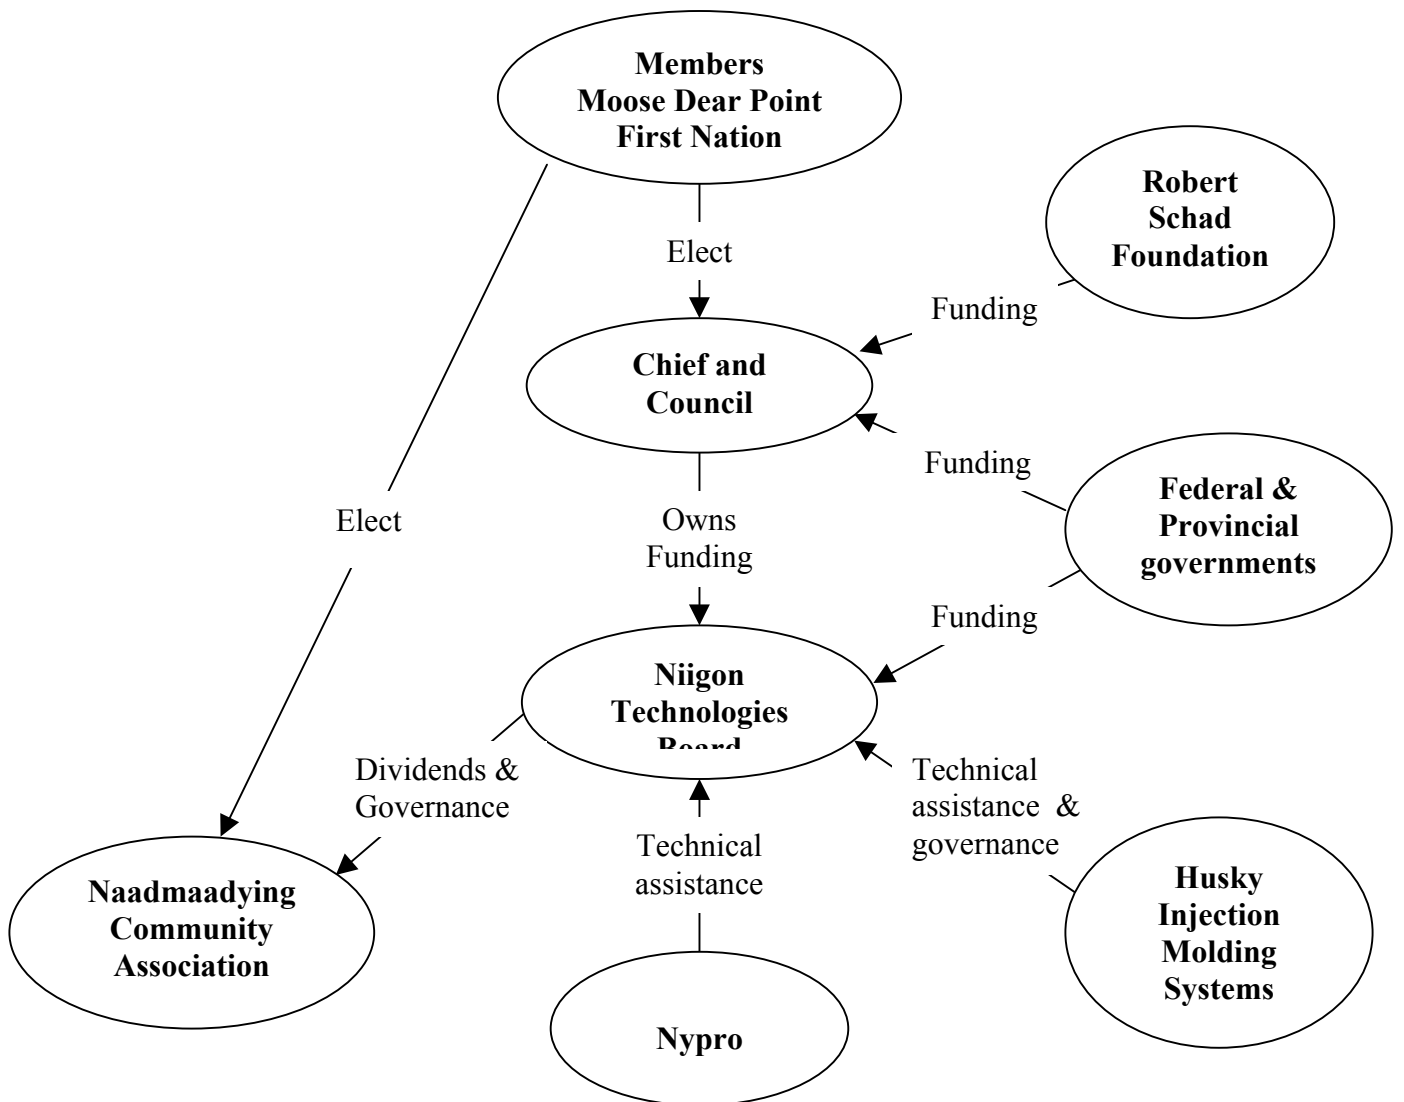 Members
Moose Dear Point
First Nation
Robert
Schad
Foundation
Elect
Funding
Chief and
Council
Funding
Federal &
Provincial
governments
Elect
Owns
Funding
Funding
Niigon
Technologies
Board
Dividends &
Governance
Technical
assistance &
governance
Technical
assistance
Naadmaadying
Community
Association
Husky
Injection
Molding
Systems
Nypro